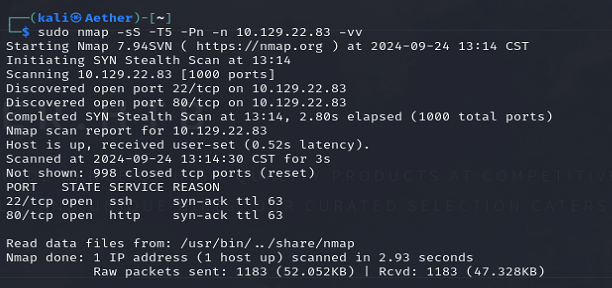 ┌──(kali㉿Aether)-[~]
└─$ sudo nmap -sS -T5 -Pn -n 10.129.22.83 -vv
Starting Nmap 7.94SVN ( https://nmap.org ) at 2024-09-24 13:14 CST
Initiating SYN Stealth Scan at 13:14
Scanning 10.129.22.83 [1000 ports]
Discovered open port 22/tcp on 10.129.22.83
Discovered open port 80/tcp on 10.129.22.83
Completed SYN Stealth Scan at 13:14, 2.80s elapsed (1000 total ports)
Nmap scan report for 10.129.22.83
Host is up, received user-set (0.52s latency).
Scanned at 2024-09-24 13:14:30 CST for 3s
Not shown: 998 closed tcp ports (reset)
PRODUCTS AT COMPETITIVE
PORT   STATE SERVICE REASON
22/tcp open  ssh     syn-ack ttl 63
80/tcp open  http    syn-ack ttl 63
CURATED SELECTION CATERS
Read data files from: /usr/bin/../share/nmap
Nmap done: 1 IP address (1 host up) scanned in 2.93 seconds
           Raw packets sent: 1183 (52.052KB) | Rcvd: 1183 (47.328KB)